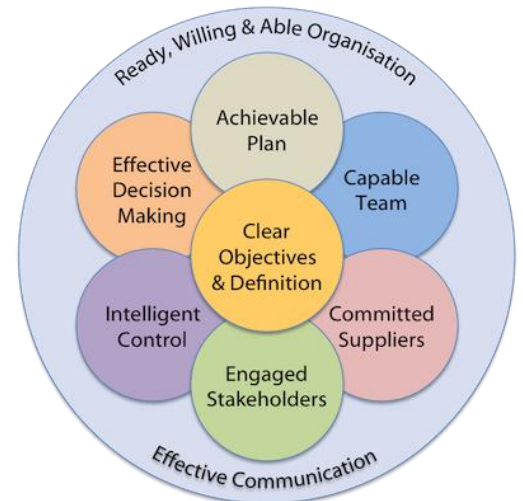 Ready, Willing & Able Organisation
Achievable
Plan
Effective
Decision
Making
Capable
Team
Clear
Objectives
& Definition
Intelligent
Control
Committed
Suppliers
Engaged
Stakeholders
Effective Communication